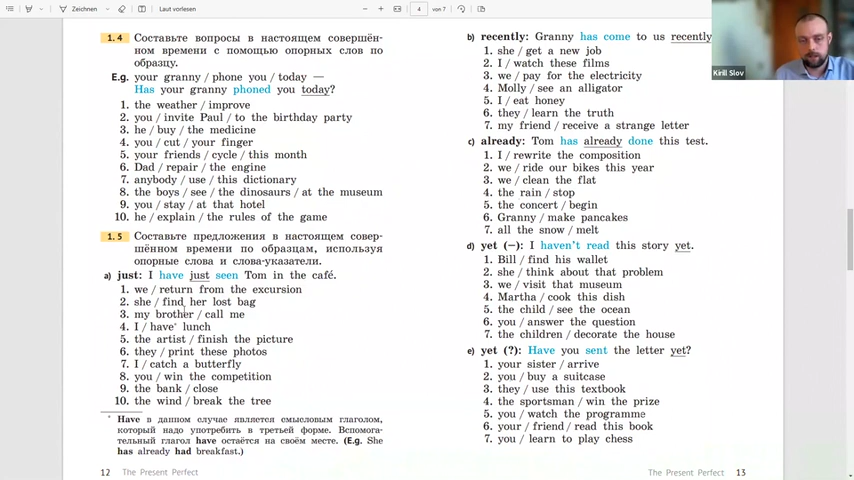 Zeichnen
Laut vorlesen
4
von 7
Kirill Slov
1.4 Составьте вопросы в настоящем совершён-
ном времени с помощью опорных слов по
образцу.
E.g. your granny / phone you / today —
Has your granny phoned you today?
1. the weather / improve
2. you / invite Paul / to the birthday party
3. he / buy / the medicine
4. you / cut / your finger
5. your friends / cycle / this month
6. Dad / repair / the engine
7. anybody / use / this dictionary
8. the boys / see / the dinosaurs / at the museum
9. you / stay / at that hotel
10. he / explain / the rules of the game
1.5 Составьте предложения в настоящем совер-
шённом времени по образцам, используя
опорные слова и слова-указатели.
a) just: I have just seen Tom in the café.
1. we / return from the excursion
2. she / find her lost bag
3. my brother / call me
4. I / have* lunch
5. the artist / finish the picture
6. they / print these photos
7. I / catch a butterfly
8. you / win the competition
9. the bank / close
10. the wind / break the tree
* Have в данном случае является смысловым глаголом,
который надо употребить в третьей форме. Вспомога-
тельный глагол have остаётся на своём месте. (E.g. She
has already had breakfast.)
12 The Present Perfect
b) recently: Granny has come to us recently
1. she / get a new job
2. I / watch these films
3. we / pay for the electricity
4. Molly / see an alligator
5. I / eat honey
6. they / learn the truth
7. my friend / receive a strange letter
c) already: Tom has already done this test.
1. I / rewrite the composition
2. we / ride our bikes this year
3. we / clean the flat
4. the rain / stop
5. the concert / begin
6. Granny / make pancakes
7. all the snow / melt
d) yet (–): I haven't read this story yet.
1. Bill / find his wallet
2. she / think about that problem
3. we / visit that museum
4. Martha / cook this dish
5. the child / see the ocean
6. you / answer the question
7. the children / decorate the house
e) yet (?): Have you sent the letter yet?
1. your sister / arrive
2. you / buy a suitcase
3. they / use this textbook
4. the sportsman / win the prize
5. you / watch the programme
6. your / friend / read this book
7. you / learn to play chess
The Present Perfect 13